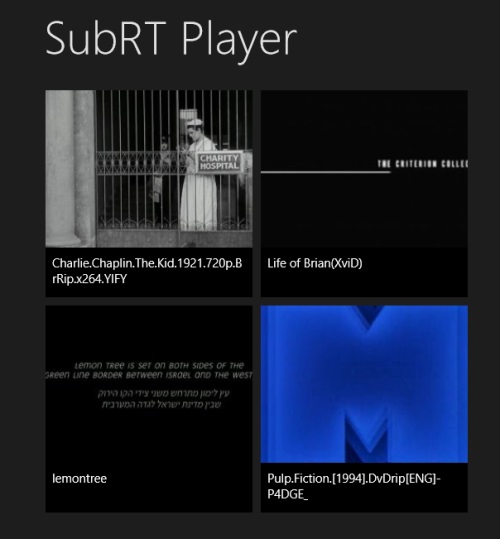 SubRT Player
CHARITY
HOSPITAL
THE CRITERION COLLEC
Charlie.Chaplin.The.Kid.1921.720p.B
rRip.x264.YIFY
Life of Brian(XviD)
LEMON TREE IS SET ON BOTH SIDES OF THE
GREEN LINE BORDER BETWEEN ISRAEL AND THE WEST
עץ לימון מתרחש משני צידי הקו הירוק
שבין מדינת ישראל לגדה המערבית
lemontree
Pulp.Fiction.[1994].DvDrip[ENG]-
P4DGE_